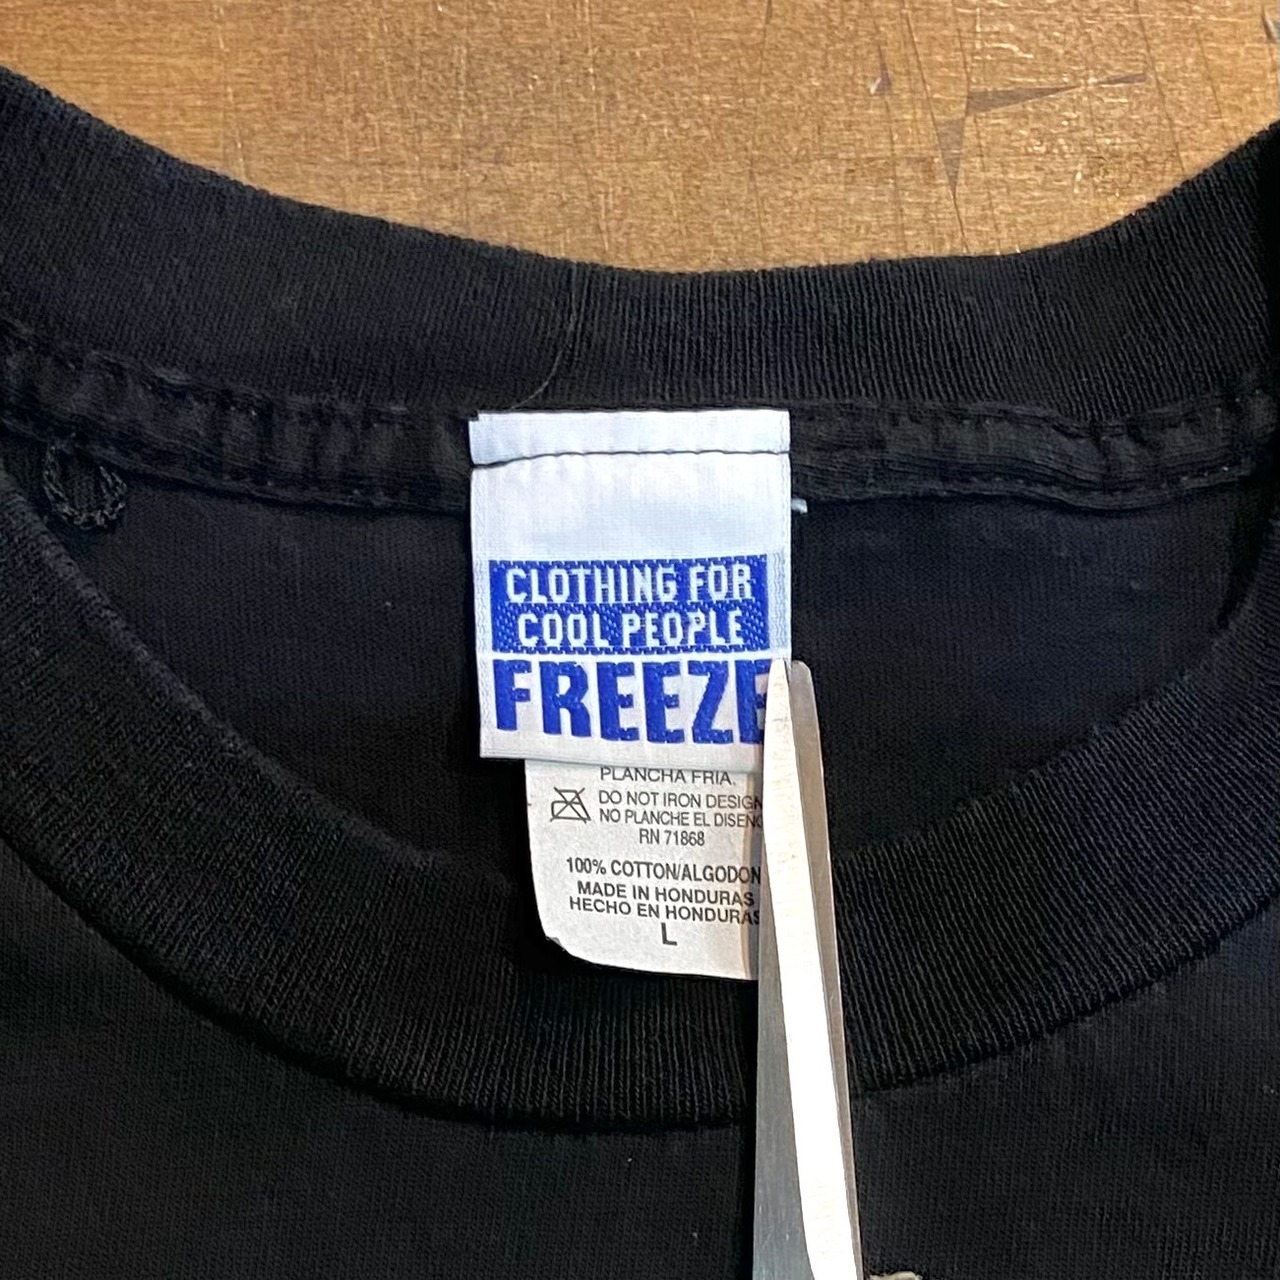 CLOTHING FOR
COOL PEOPLE
FREEZE
PLANCHA FRIA.
DO NOT IRON DESIGN
NO PLANCHE EL DISENO
RN 71868
100% COTTON/ALGODON
MADE IN HONDURAS
HECHO EN HONDURAS
L